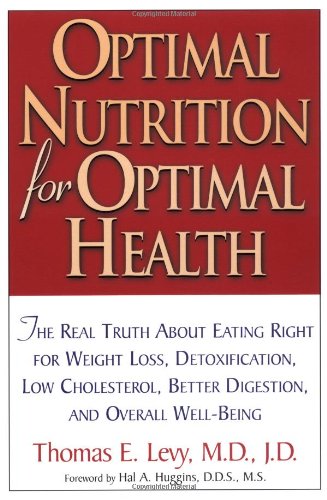 OPTIMAL
NUTRITION
for OPTIMAL
HEALTH
THE REAL TRUTH ABOUT EATING RIGHT
FOR WEIGHT LOSS, DETOXIFICATION,
LOW CHOLESTEROL, BETTER DIGESTION,
AND OVERALL WELL-BEING
THOMAS E. LEVY, M.D., J.D.
Foreword by HAL A. HUGGINS, D.D.S., M.S.